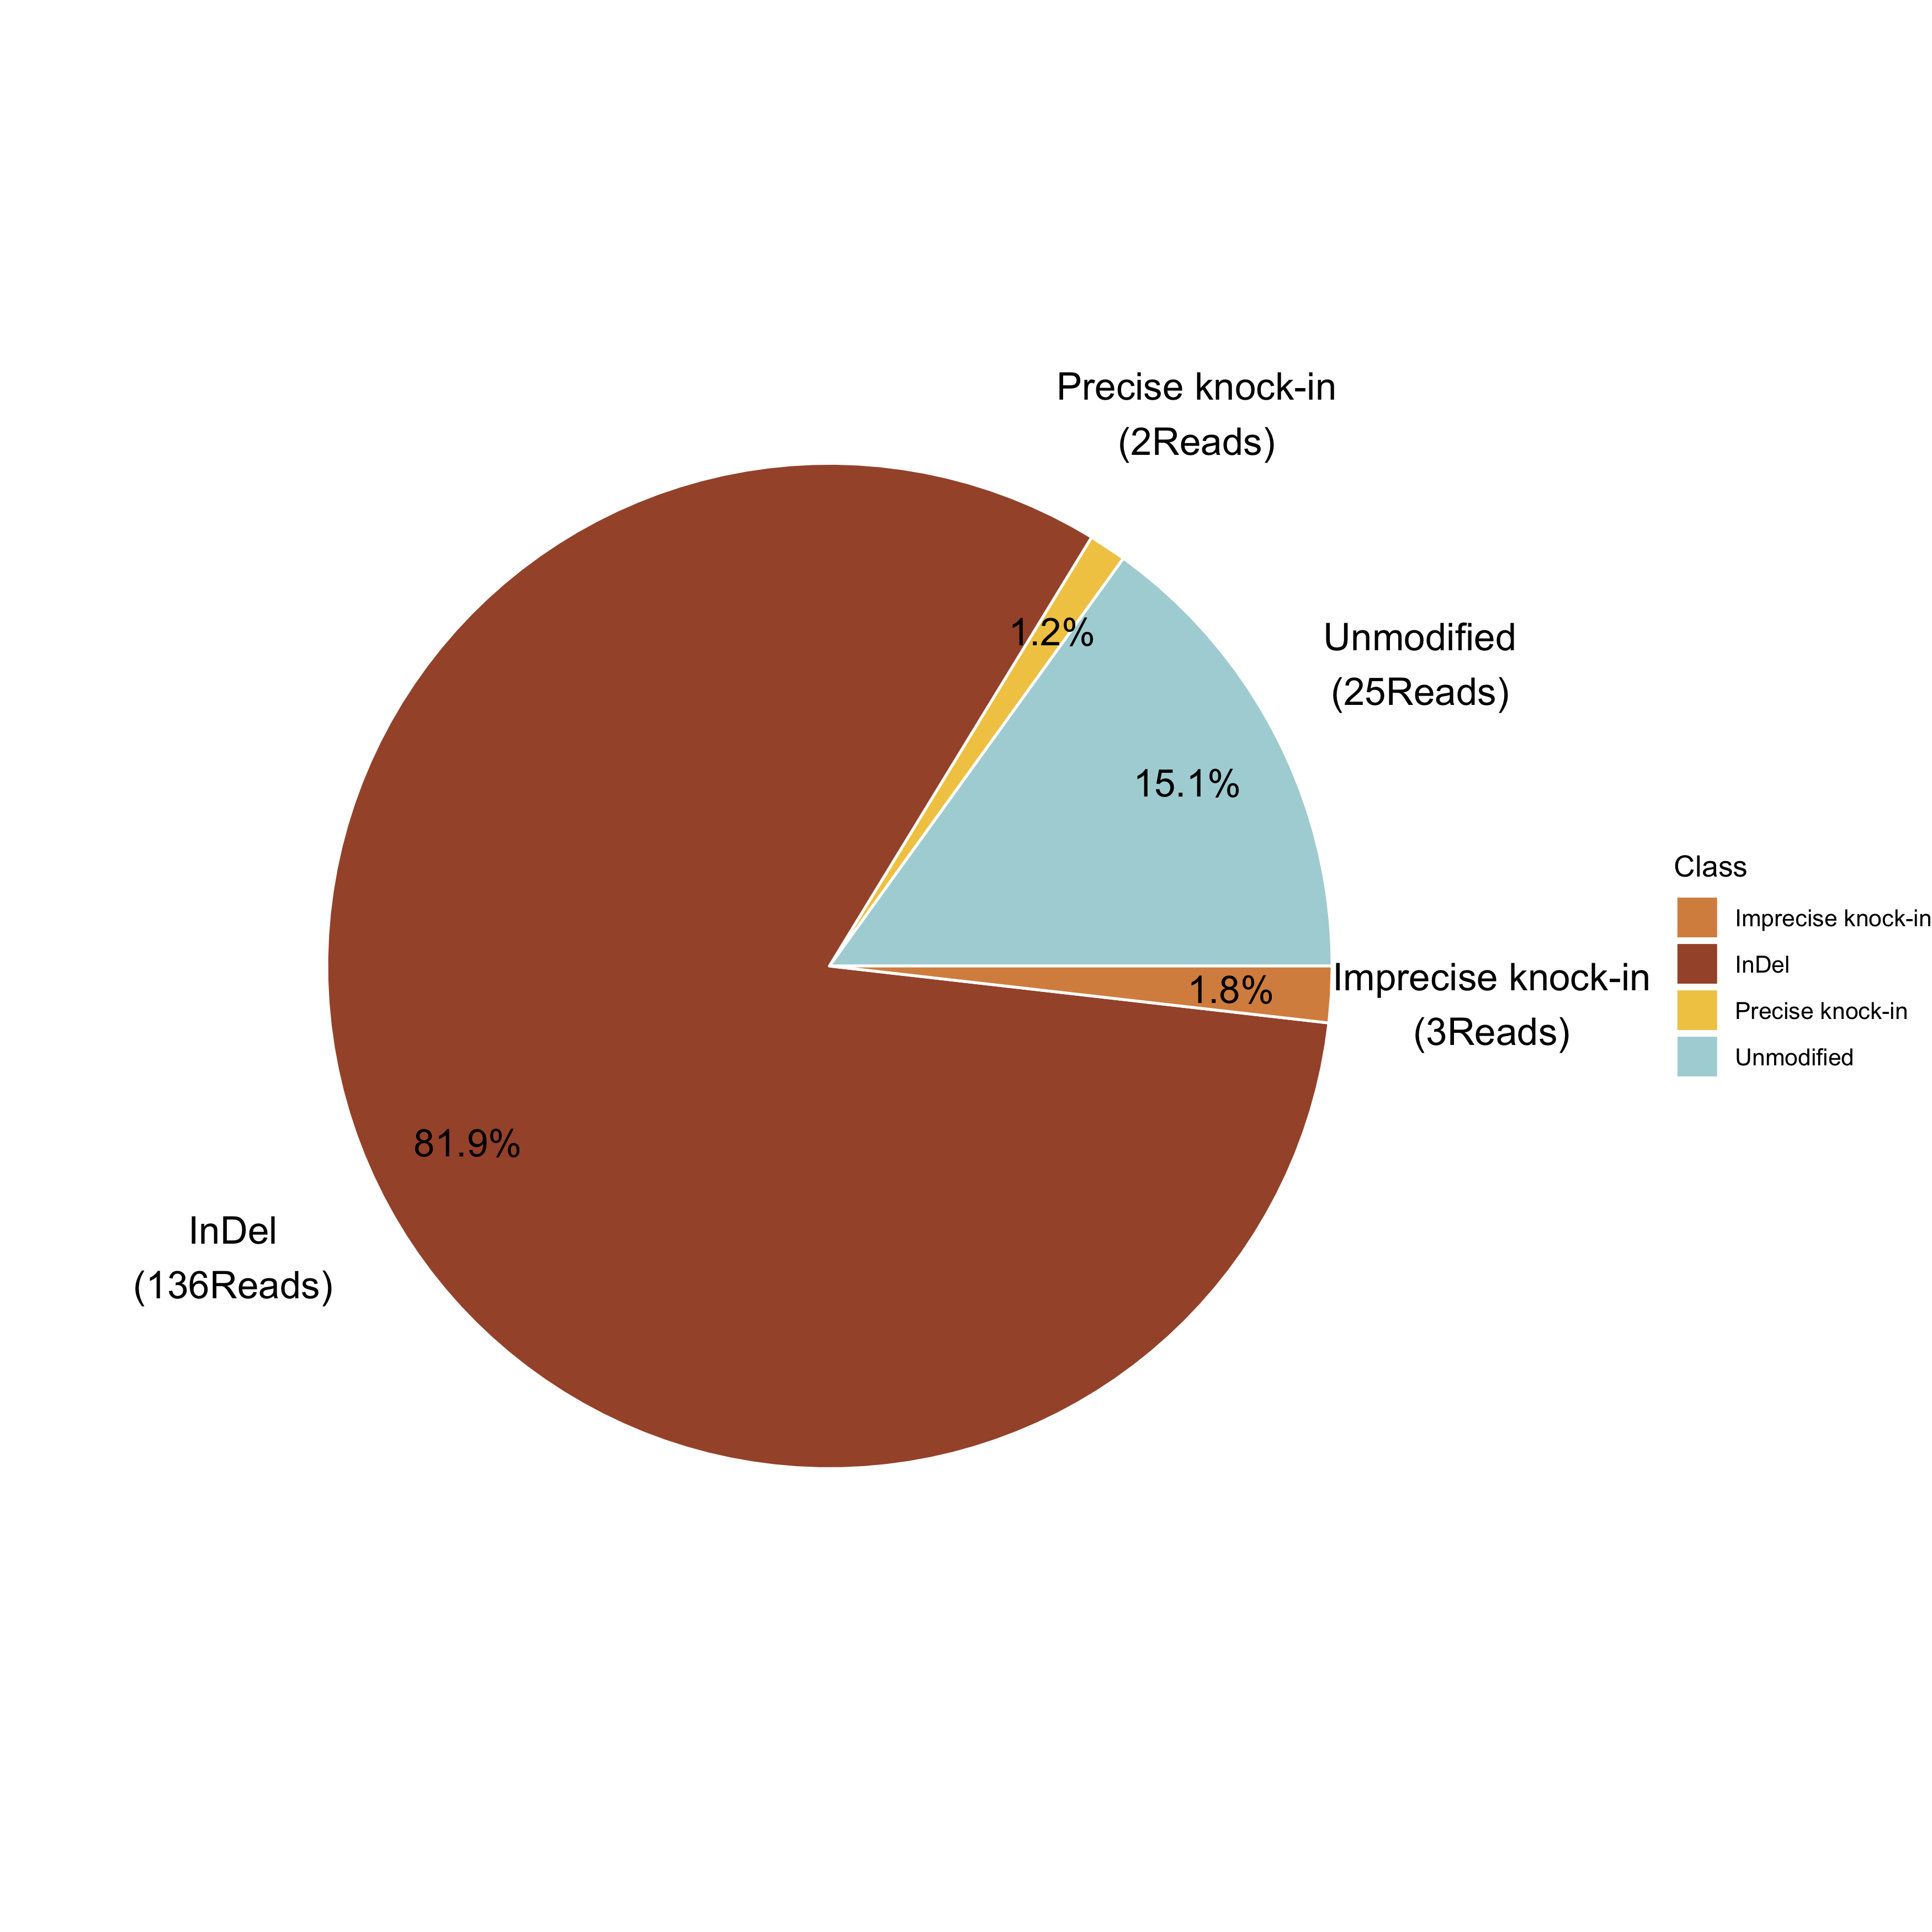 Precise knock-in
(2Reads)
1.2%
Unmodified
(25Reads)
15.1%
Imprecise knock-in
(3Reads)
1.8%
81.9%
InDel
(136Reads)
Class
Imprecise knock-in
InDel
Precise knock-in
Unmodified